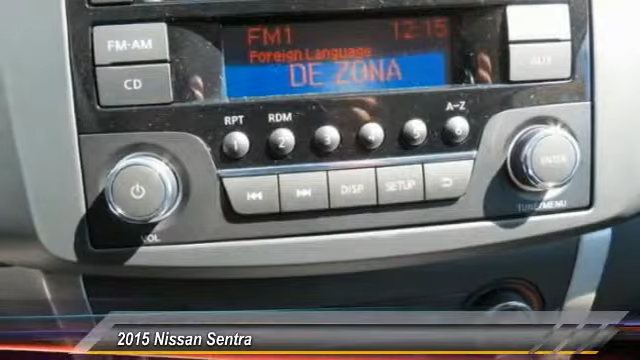 FM1 12:15
FM-AM
Foreign Language
DE ZONA
AUX
CD
RPT RDM A-Z
1 2 3 4 5 6
ENTER
DISP SETUP
VOL
TUNE/MENU
2015 Nissan Sentra